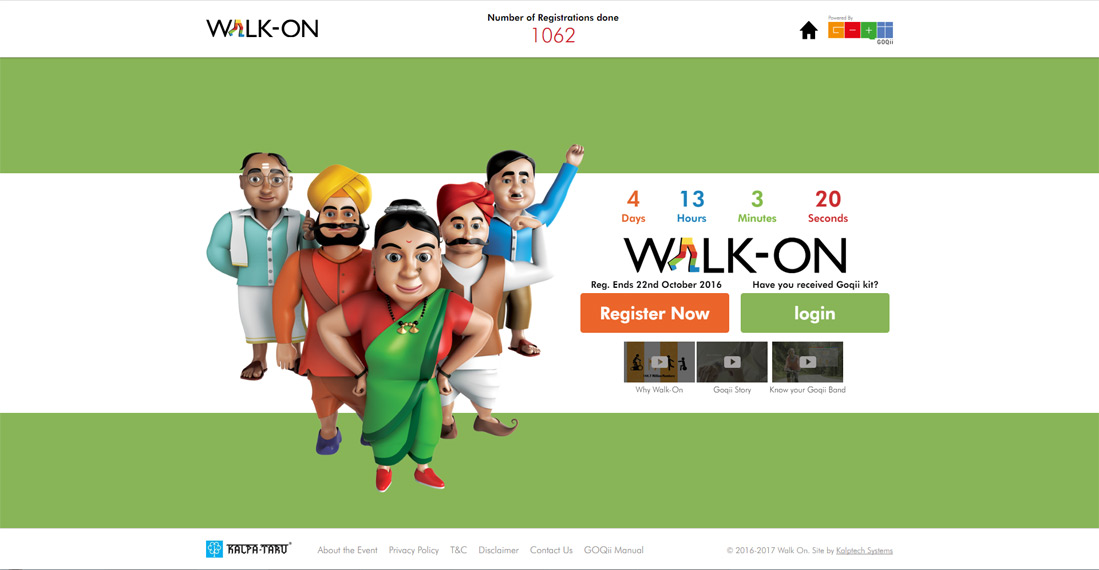 WALK-ON
Number of Registrations done
1062
Powered By
GOQii
4 13 3 20
Days Hours Minutes Seconds
WALK-ON
Reg. Ends 22nd October 2016 Have you received Goqii kit?
Register Now login
Why Walk-On Goqii Story Know your Goqii Band
KALPA-TARU
About the Event Privacy Policy T&C Disclaimer Contact Us GOQii Manual © 2016-2017 Walk On. Site by Kalptech Systems